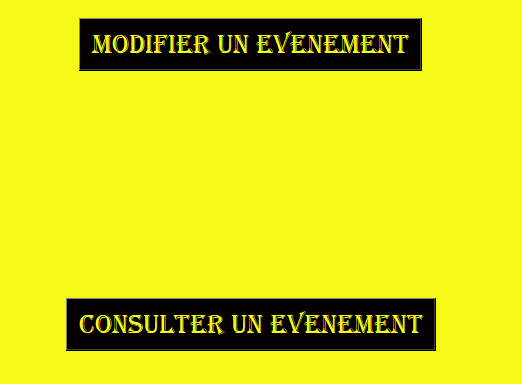 MODIFIER UN EVENEMENT
CONSULTER UN EVENEMENT